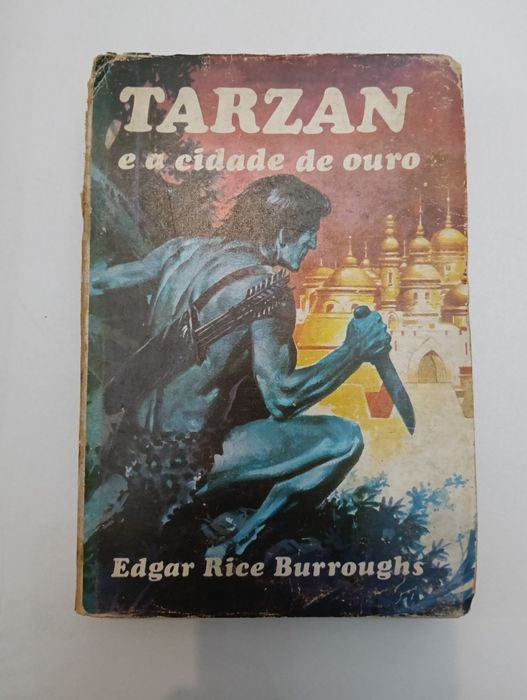 TARZAN
e a cidade de ouro
Edgar Rice Burroughs